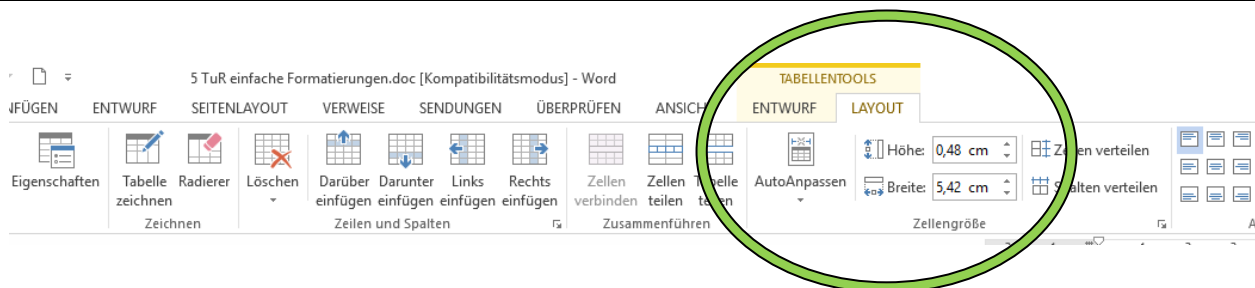 5 TuR einfache Formatierungen.doc [Kompatibilitätsmodus] - Word
TABELLENTOOLS
NFÜGEN ENTWURF SEITENLAYOUT VERWEISE SENDUNGEN ÜBERPRÜFEN ANSICH ENTWURF LAYOUT
Eigenschaften
Tabelle zeichnen
Radierer
Löschen
Darüber einfügen
Darunter einfügen
Links einfügen
Rechts einfügen
Zellen verbinden
Zellen teilen
Tabelle teilen
AutoAnpassen
Höhe: 0,48 cm
Breite: 5,42 cm
Zeilen verteilen
Spalten verteilen
Zeichnen
Zeilen und Spalten
Zusammenführen
Zellengröße
A